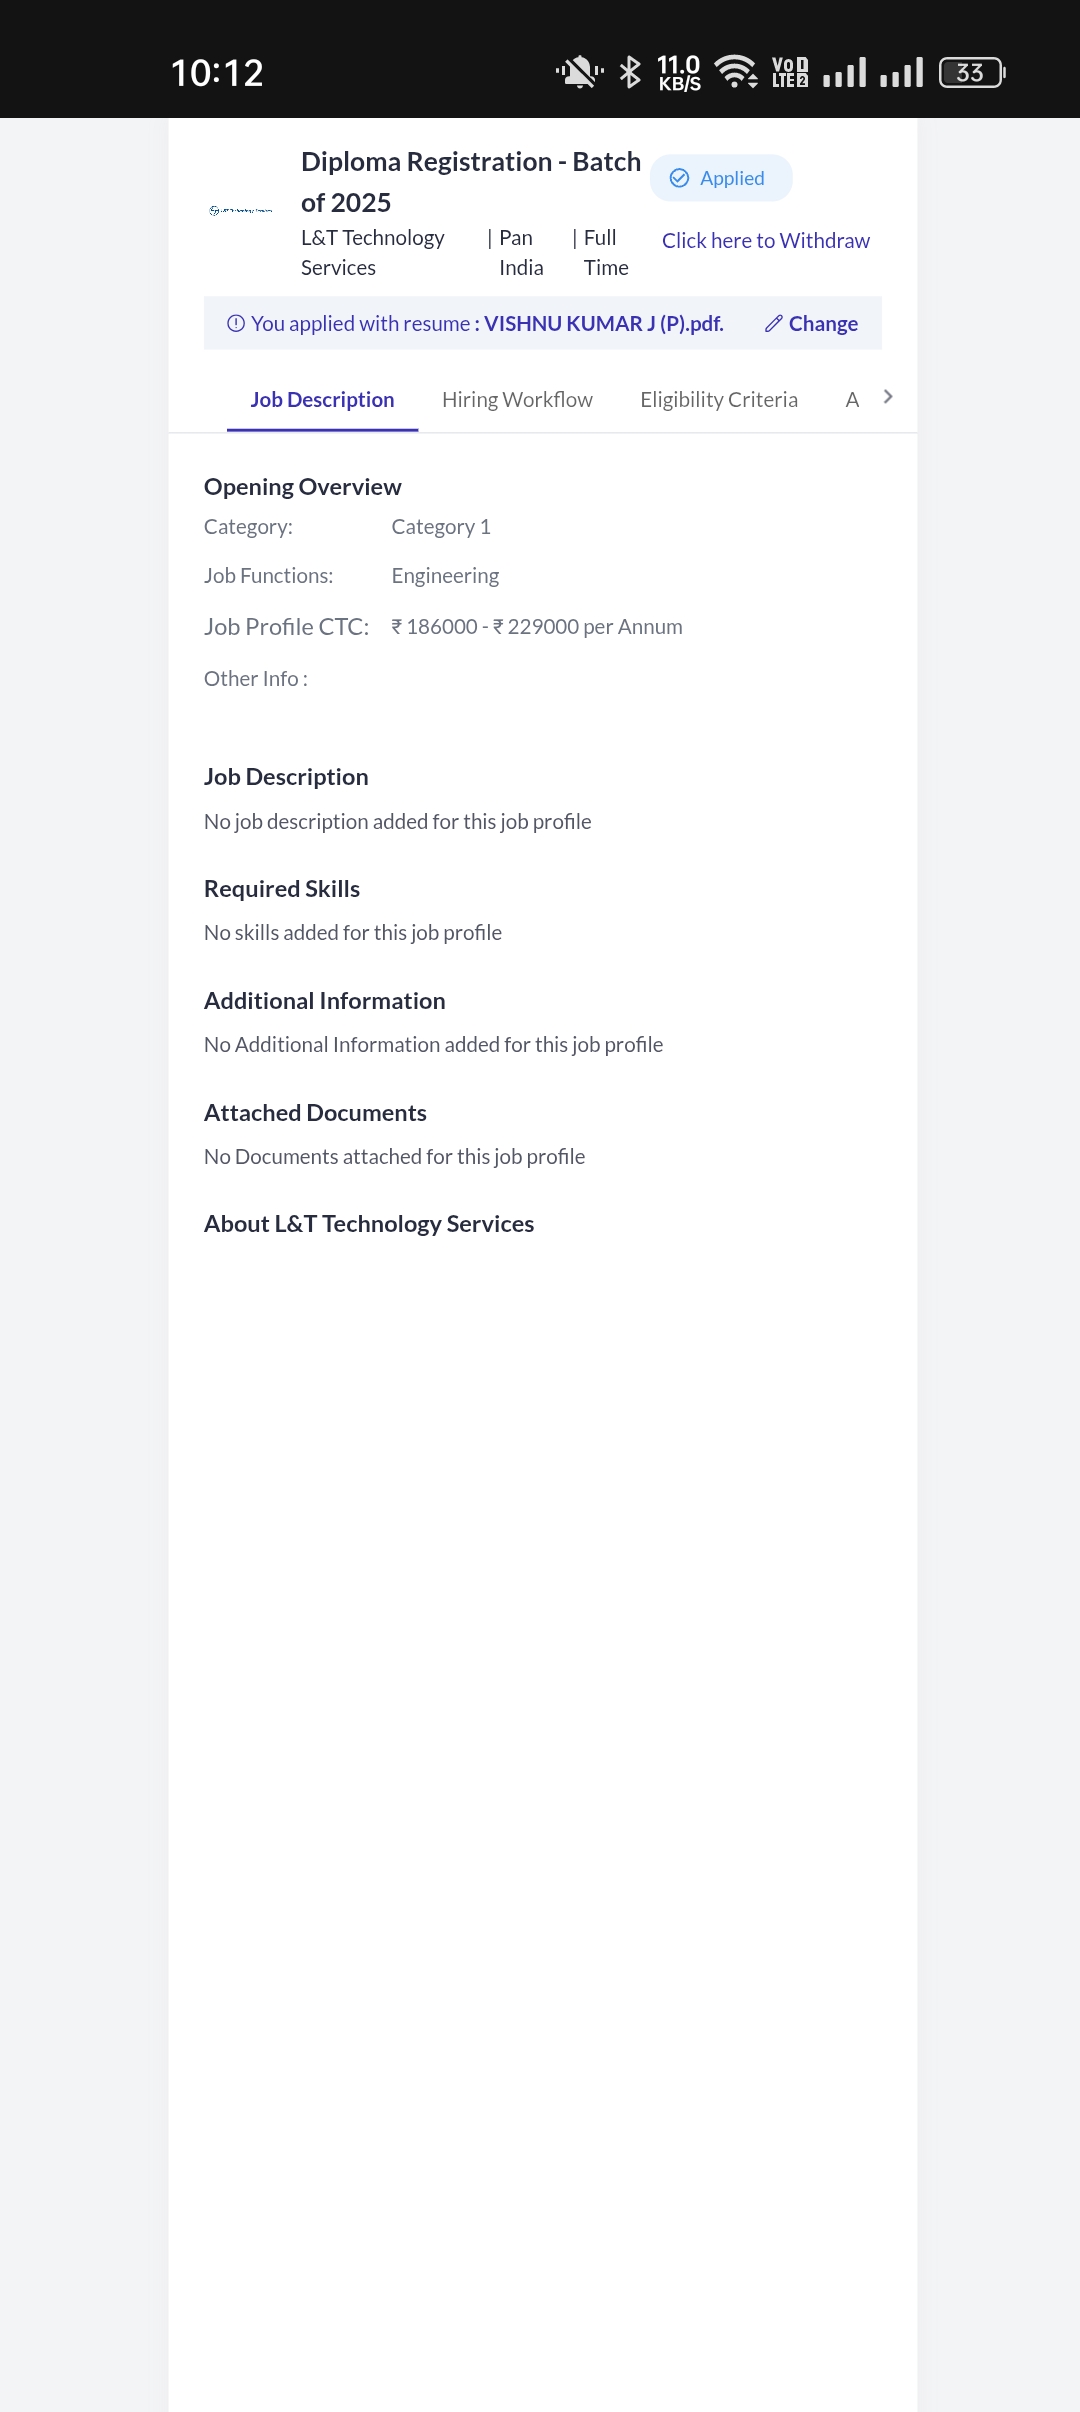 10:12
11.0
KB/S
Vo 1
LTE 2
33
Diploma Registration - Batch
of 2025
Applied
L&T Technology | Pan | Full
Services India Time
Click here to Withdraw
You applied with resume : VISHNU KUMAR J (P).pdf. Change
Job Description Hiring Workflow Eligibility Criteria A
Opening Overview
Category: Category 1
Job Functions: Engineering
Job Profile CTC: ₹ 186000 - ₹ 229000 per Annum
Other Info :
Job Description
No job description added for this job profile
Required Skills
No skills added for this job profile
Additional Information
No Additional Information added for this job profile
Attached Documents
No Documents attached for this job profile
About L&T Technology Services